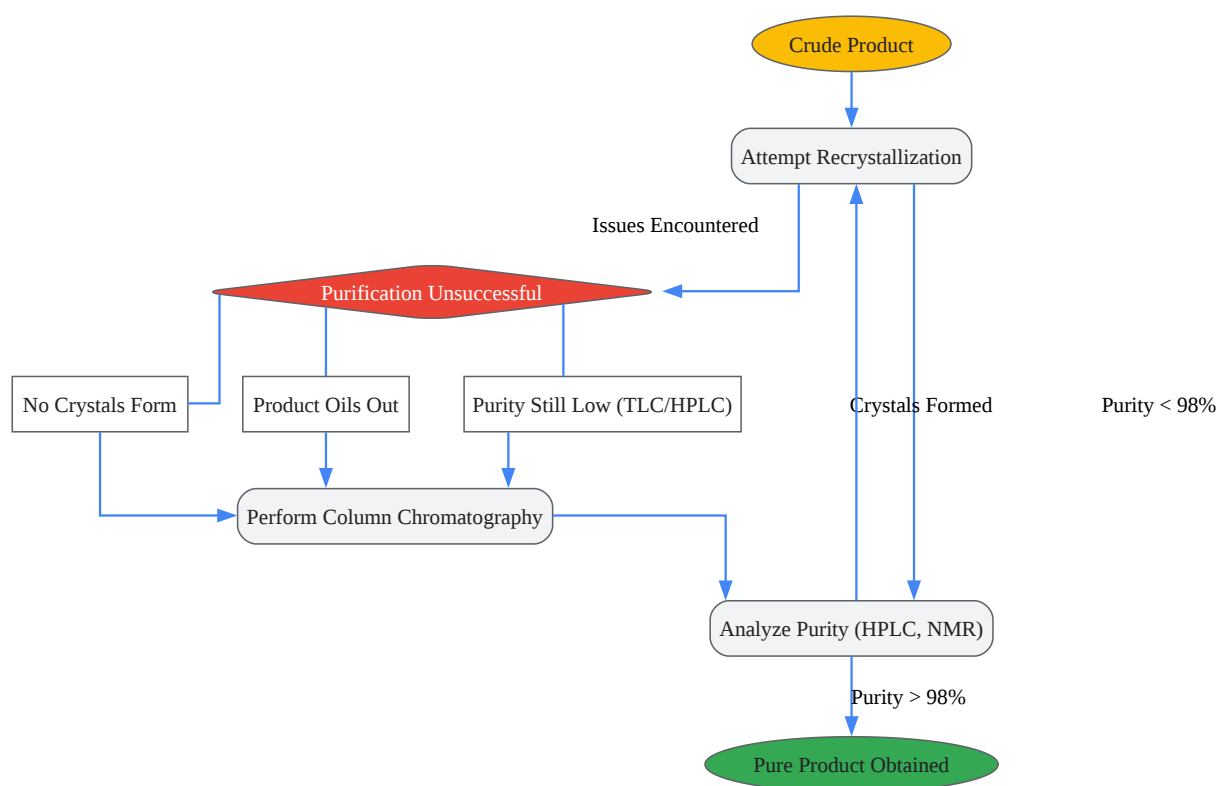 Crude Product
Attempt Recrystallization
Issues Encountered
Purification Unsuccessful
No Crystals Form
Product Oils Out
Purity Still Low (TLC/HPLC)
Crystals Formed
Purity < 98%
Perform Column Chromatography
Analyze Purity (HPLC, NMR)
Purity > 98%
Pure Product Obtained